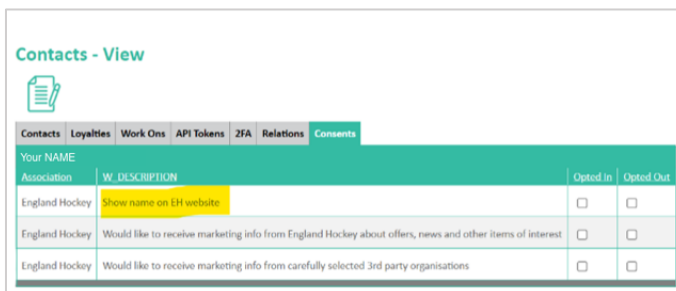 Contacts - View
Contacts Loyalties Work Ons API Tokens 2FA Relations Consents
Your NAME
Association W_DESCRIPTION Opted In Opted Out
England Hockey Show name on EH website
England Hockey Would like to receive marketing info from England Hockey about offers, news and other items of interest
England Hockey Would like to receive marketing info from carefully selected 3rd party organisations